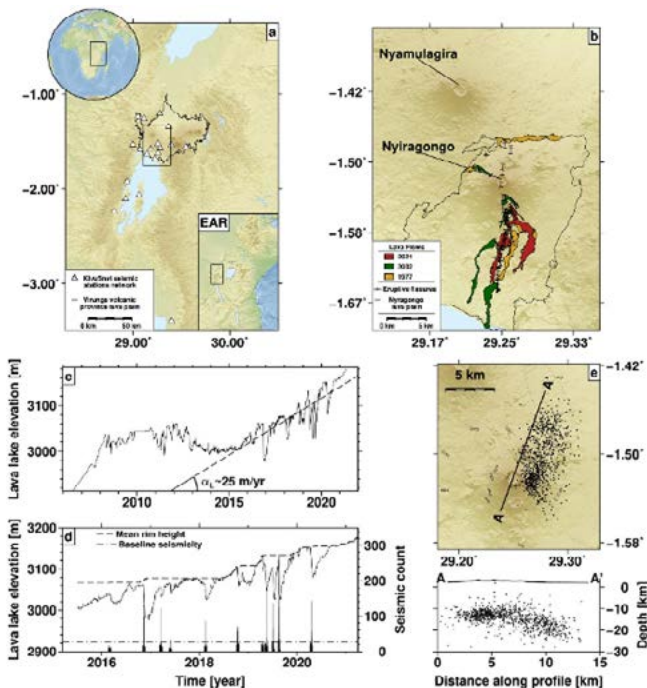 a
-1.00°
-2.00°
-3.00°
EAR
KivuSnet seismic
stations network
Virunga volcanic
province lava plain
0 km 50 km
29.00° 30.00°
b
Nyamulagira
Nyiragongo
-1.42°
-1.50°
-1.50°
-1.67°
Lava Flows
2021
2002
1977
Eruptive fissures
Nyiragongo
lava plain
0 km 5 km
29.17° 29.25° 29.33°
c
Lava lake elevation [m]
3100
3000
αL~25 m/yr
2010 2015 2020
d
Lava lake elevation [m]
3200
3100
3000
2900
Mean rim height
Baseline seismicity
300
200
100
0
Seismic count
2016 2018 2020
Time [year]
e
5 km
A'
A
-1.42°
-1.50°
-1.58°
29.20° 29.30°
A A'
0
-10
-20
-30
Depth [km]
0 5 10
Distance along profile [km]